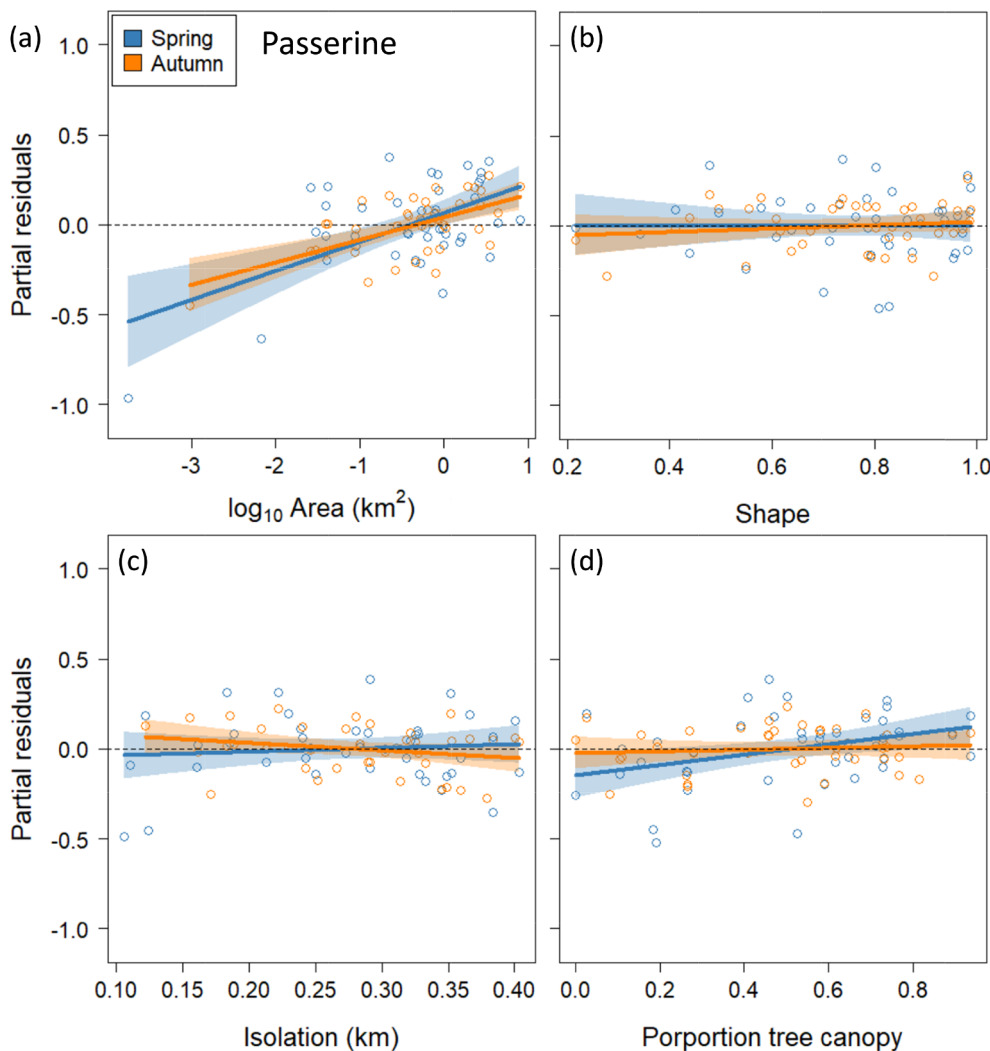 (a)
Spring
Autumn
Passerine
(b)
1.0
0.5
0.0
-0.5
-1.0
Partial residuals
-3 -2 -1 0 1
log10 Area (km2)
0.2 0.4 0.6 0.8 1.0
Shape
(c)
(d)
1.0
0.5
0.0
-0.5
-1.0
Partial residuals
0.10 0.15 0.20 0.25 0.30 0.35 0.40
Isolation (km)
0.0 0.2 0.4 0.6 0.8
Porportion tree canopy